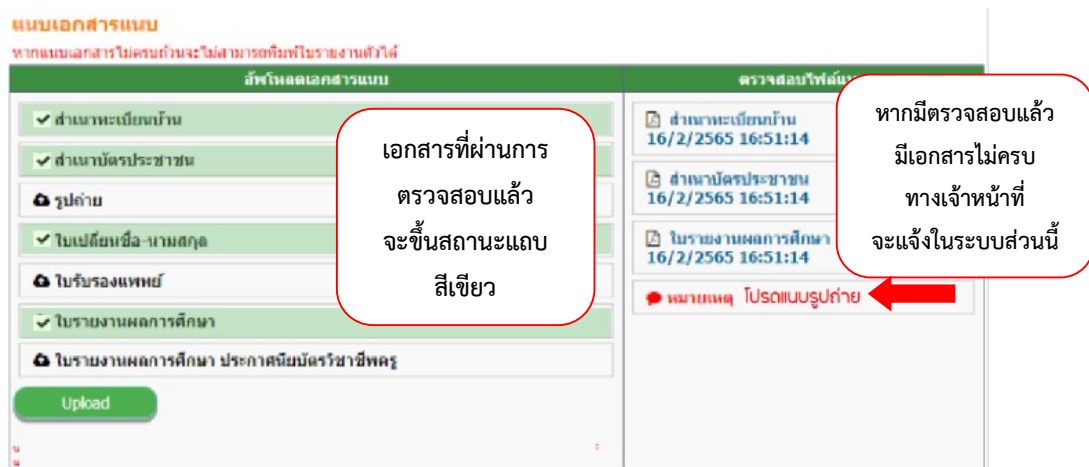 แนบเอกสารแนบ
หากแนบเอกสารไม่ครบถ้วนจะไม่สามารถพิมพ์ใบรายงานตัวได้
อัพโหลดเอกสารแนบ
✔ สำเนาทะเบียนบ้าน
✔ สำเนาบัตรประชาชน
รูปถ่าย
✔ ใบเปลี่ยนชื่อ-นามสกุล
ใบรับรองแพทย์
✔ ใบรายงานผลการศึกษา
ใบรายงานผลการศึกษา ประกาศนียบัตรวิชาชีพครู
Upload
เอกสารที่ผ่านการ
ตรวจสอบแล้ว
จะขึ้นสถานะแถบ
สีเขียว
ตรวจสอบไฟล์
สำเนาทะเบียนบ้าน
16/2/2565 16:51:14
สำเนาบัตรประชาชน
16/2/2565 16:51:14
ใบรายงานผลการศึกษา
16/2/2565 16:51:14
หมายเหตุ โปรดแนบรูปถ่าย
หากมีตรวจสอบแล้ว
มีเอกสารไม่ครบ
ทางเจ้าหน้าที่
จะแจ้งในระบบส่วนนี้